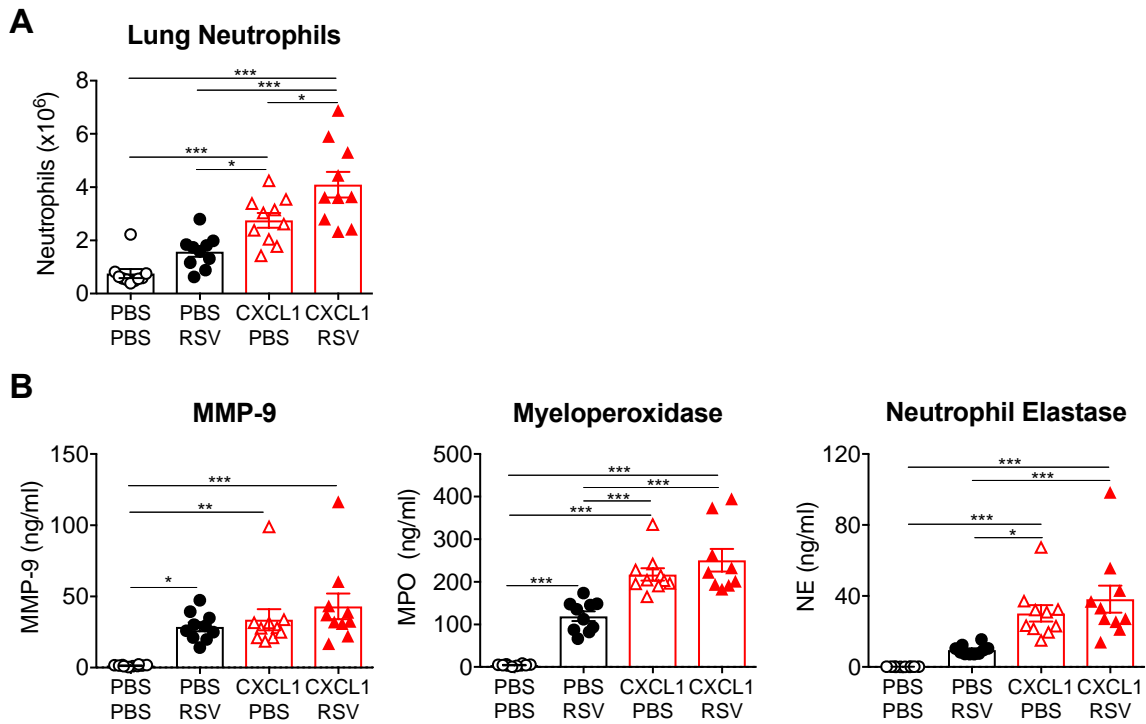 A
Lung Neutrophils
Neutrophils (x10⁶)
8
6
4
2
0
***
***
*
***
*
PBS PBS CXCL1 CXCL1
PBS RSV PBS RSV
B
MMP-9
MMP-9 (ng/ml)
150
100
50
0
***
**
*
PBS PBS CXCL1 CXCL1
PBS RSV PBS RSV
Myeloperoxidase
MPO (ng/ml)
500
400
300
200
100
0
***
***
***
***
***
PBS PBS CXCL1 CXCL1
PBS RSV PBS RSV
Neutrophil Elastase
NE (ng/ml)
120
80
40
0
***
***
***
*
PBS PBS CXCL1 CXCL1
PBS RSV PBS RSV